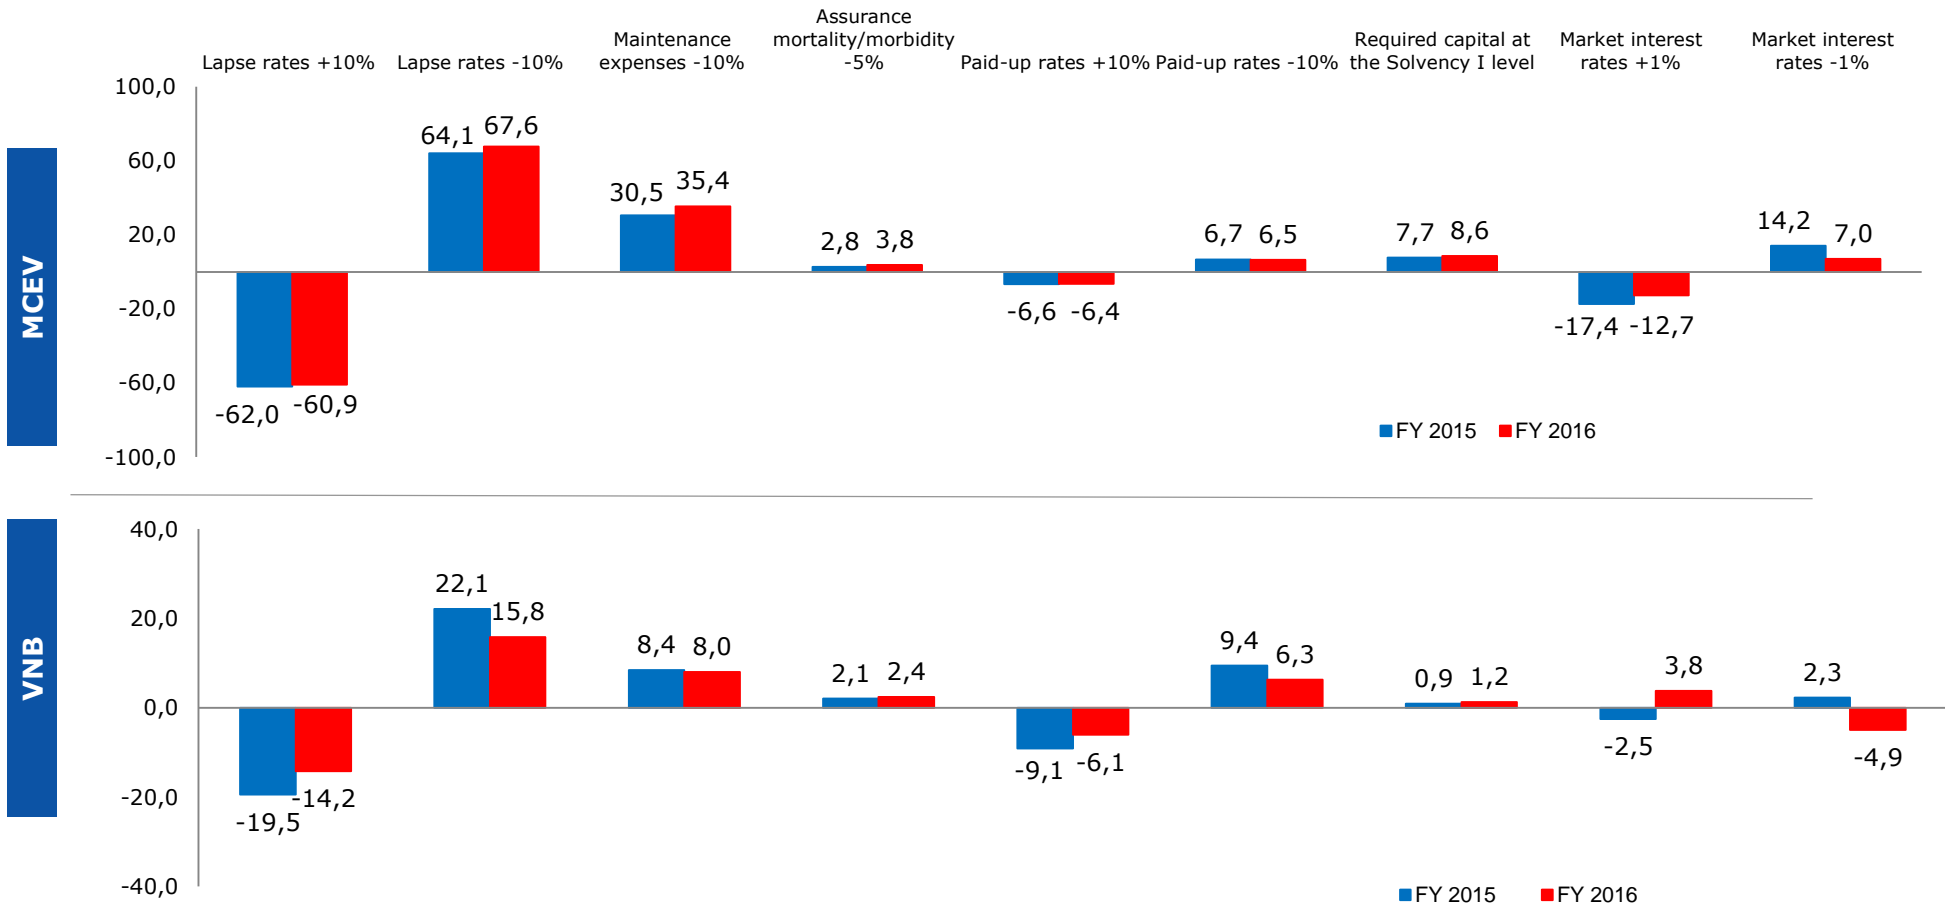 Lapse rates +10%
Lapse rates -10%
Maintenance
expenses -10%
Assurance
mortality/morbidity
-5%
Paid-up rates +10%
Paid-up rates -10%
Required capital at
the Solvency I level
Market interest
rates +1%
Market interest
rates -1%
MCEV
100,0
60,0
20,0
-20,0
-60,0
-100,0
-62,0
-60,9
64,1
67,6
30,5
35,4
2,8
3,8
-6,6
-6,4
6,7
6,5
7,7
8,6
-17,4
-12,7
14,2
7,0
FY 2015
FY 2016
VNB
40,0
20,0
0,0
-20,0
-40,0
-19,5
-14,2
22,1
15,8
8,4
8,0
2,1
2,4
-9,1
-6,1
9,4
6,3
0,9
1,2
-2,5
3,8
2,3
-4,9
FY 2015
FY 2016